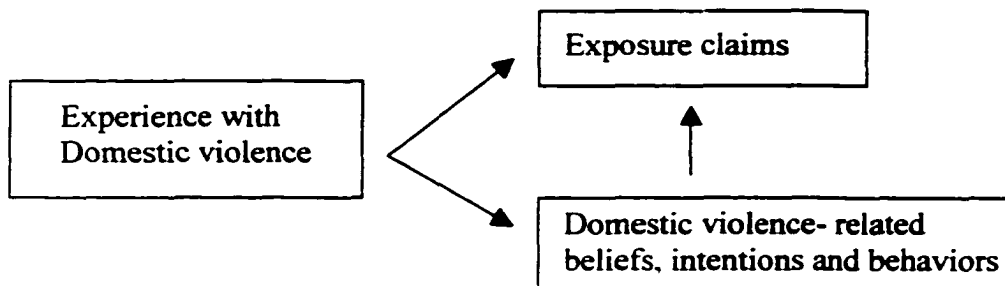 Exposure claims
Experience with
Domestic violence
Domestic violence- related
beliefs, intentions and behaviors